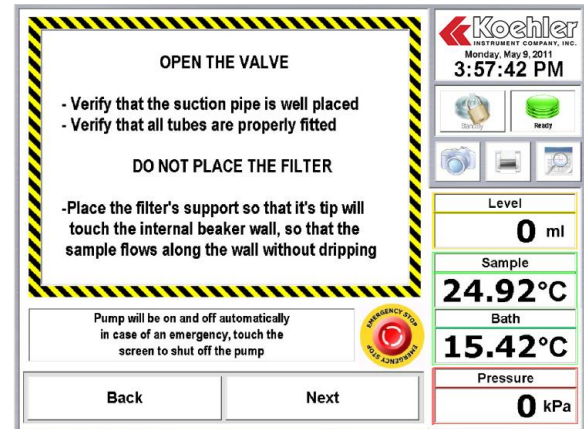 OPEN THE VALVE
- Verify that the suction pipe is well placed
- Verify that all tubes are properly fitted
DO NOT PLACE THE FILTER
-Place the filter's support so that it's tip will
touch the internal beaker wall, so that the
sample flows along the wall without dripping
Pump will be on and off automatically
in case of an emergency, touch the
screen to shut off the pump
EMERGENCY STOP
EMERGENCY STOP
Back
Next
Koehler
INSTRUMENT COMPANY, INC.
Monday, May 9, 2011
3:57:42 PM
Standby
Ready
Level
0 ml
Sample
24.92°C
Bath
15.42°C
Pressure
0 kPa